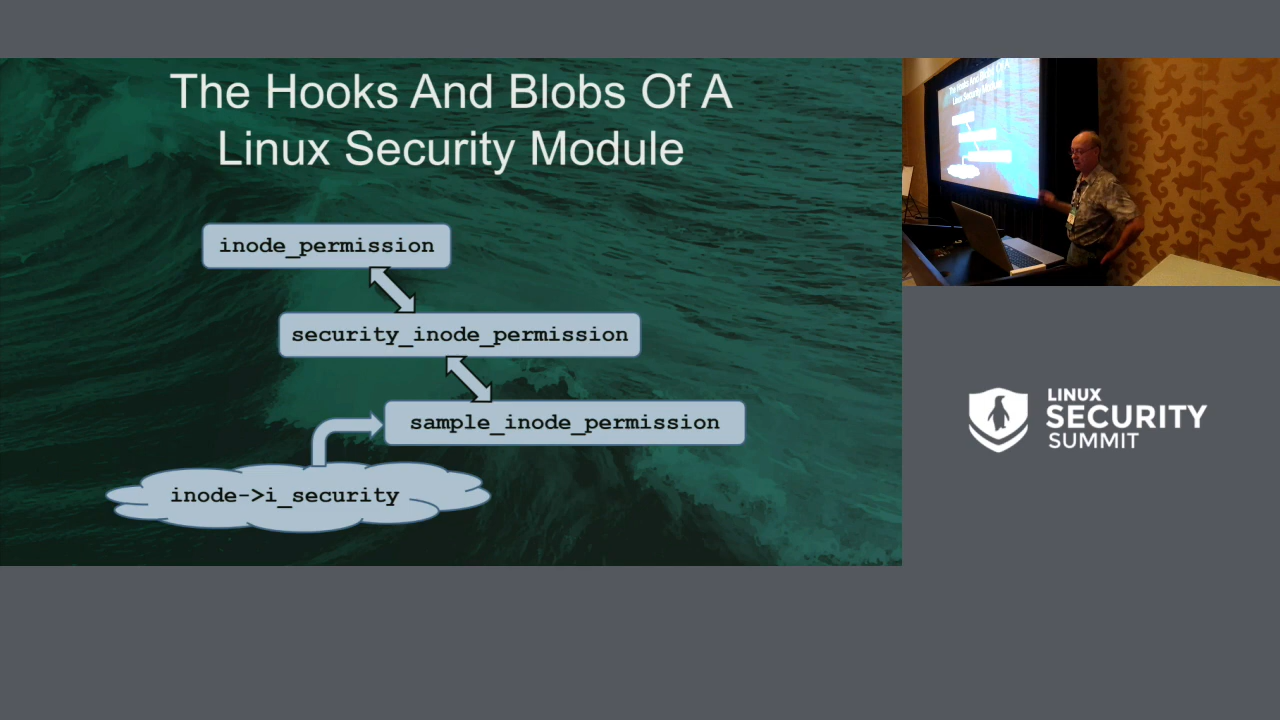 The Hooks And Blobs Of A
Linux Security Module
inode_permission
security_inode_permission
sample_inode_permission
inode->i_security
LINUX
SECURITY
SUMMIT